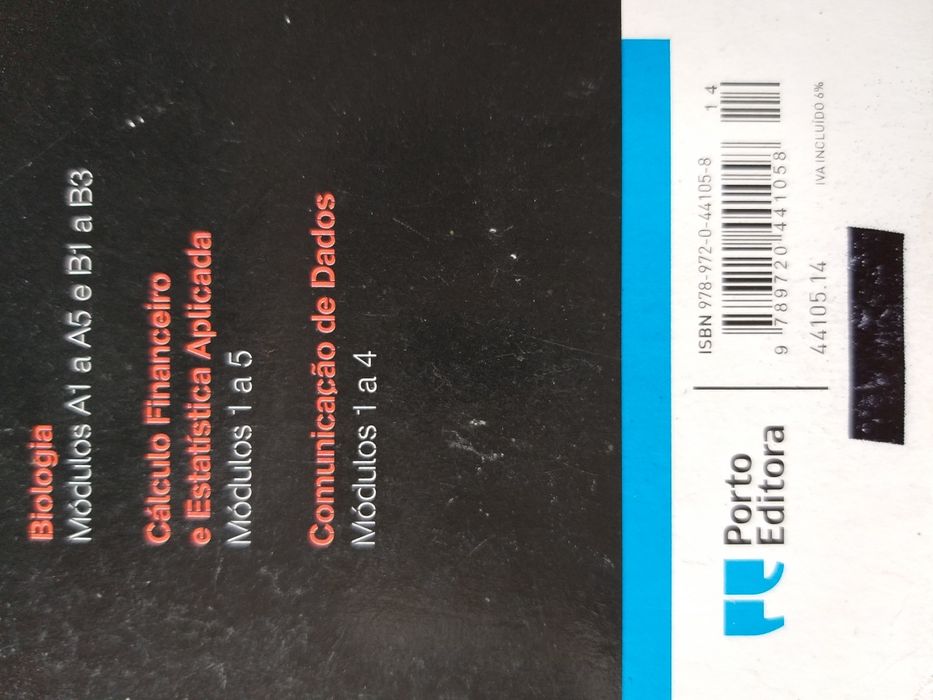 Biologia
Módulos A1 a A5 e B1 a B3
Cálculo Financeiro
e Estatística Aplicada
Módulos 1 a 5
Comunicação de Dados
Módulos 1 a 4
Porto
Editora
ISBN 978-972-0-44105-8
1 4
9 789720 441058
44105.14
IVA INCLUÍDO 6%